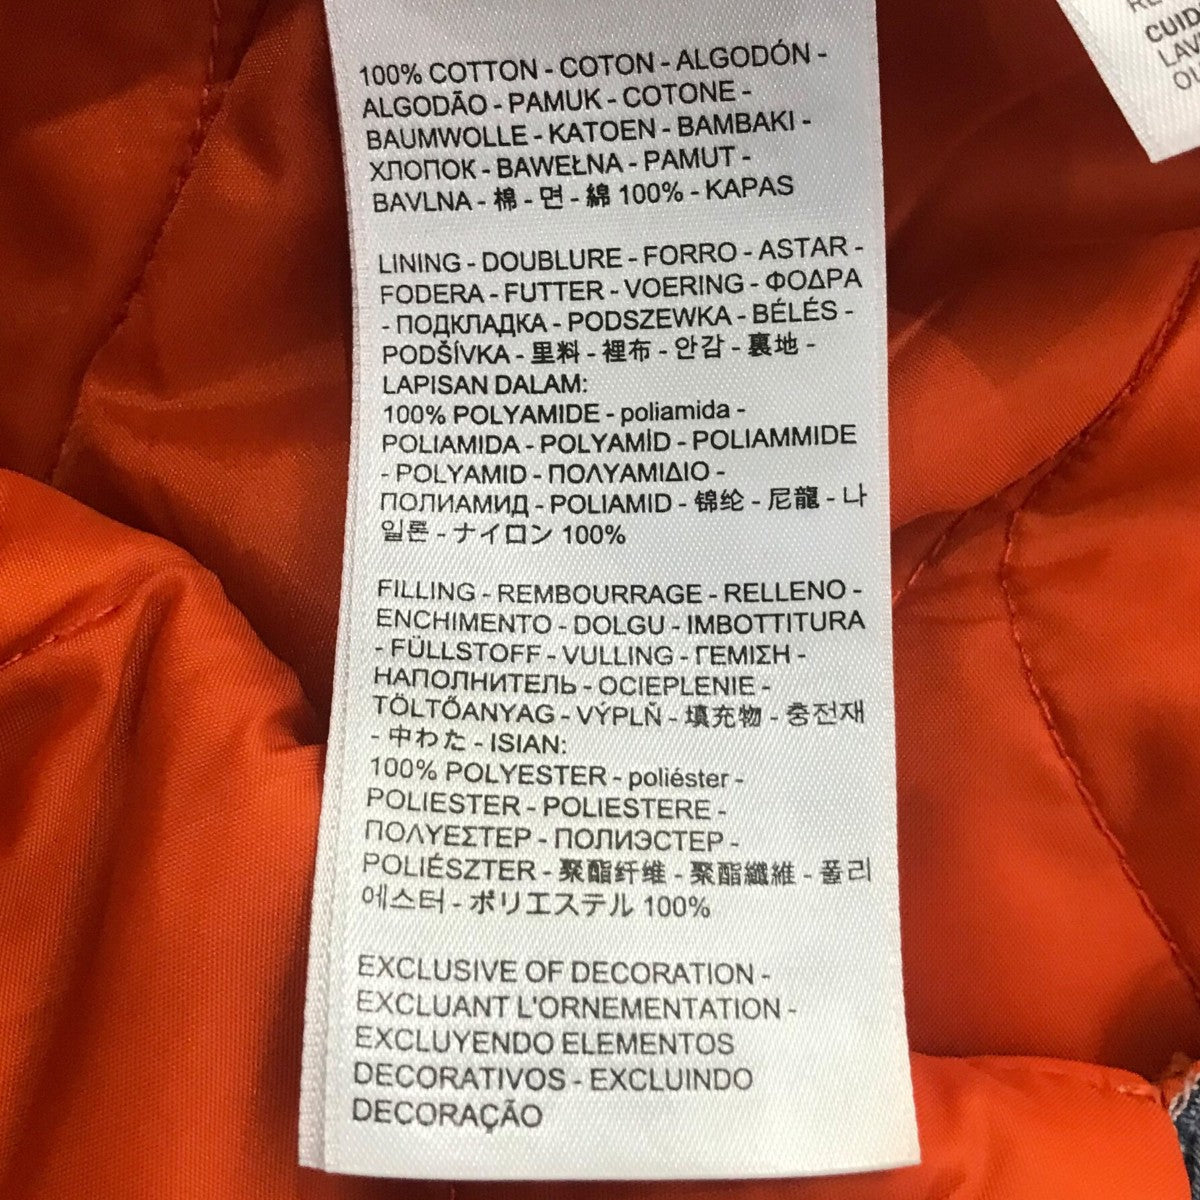 100% COTTON - COTON - ALGODÓN -
ALGODÃO - PAMUK - COTONE -
BAUMWOLLE - KATOEN - BAMBAKI -
ХЛОПОК - BAWEŁNA - PAMUT -
BAVLNA - 棉 - 면 - 綿 100% - KAPAS
LINING - DOUBLURE - FORRO - ASTAR -
FODERA - FUTTER - VOERING - ΦΟΔΡΑ
- ПОДКЛАДКА - PODSZEWKA - BÉLÉS -
PODŠÍVKA - 里料 - 裡布 - 안감 - 裏地 -
LAPISAN DALAM:
100% POLYAMIDE - poliamida -
POLIAMIDA - POLYAMİD - POLIAMMIDE
- POLYAMID - ΠΟΛΥΑΜΙΔΙΟ -
ПОЛИАМИД - POLIAMID - 锦纶 - 尼龍 - 나
일론 - ナイロン 100%
FILLING - REMBOURRAGE - RELLENO -
ENCHIMENTO - DOLGU - IMBOTTITURA
- FÜLLSTOFF - VULLING - ΓΕΜΙΣΗ -
НАПОЛНИТЕЛЬ - OCIEPLENIE -
TÖLTŐANYAG - VÝPLŇ - 填充物 - 충전재
- 中わた - ISIAN:
100% POLYESTER - poliéster -
POLIESTER - POLIESTERE -
ΠΟΛΥΕΣΤΕΡ - ПОЛИЭСТЕР -
POLIÉSZTER - 聚酯纤维 - 聚酯纖維 - 폴리
에스터 - ポリエステル 100%
EXCLUSIVE OF DECORATION -
EXCLUANT L'ORNEMENTATION -
EXCLUYENDO ELEMENTOS
DECORATIVOS - EXCLUINDO
DECORAÇÃO
CUID
LAV